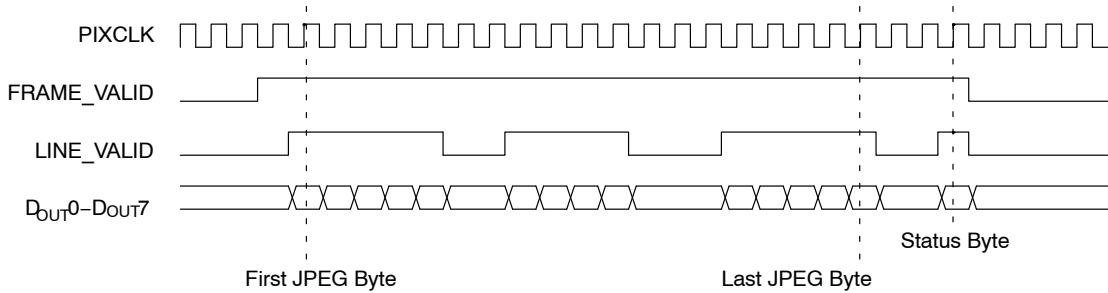 PIXCLK
FRAME_VALID
LINE_VALID
DOUT0–DOUT7
Status Byte
First JPEG Byte
Last JPEG Byte